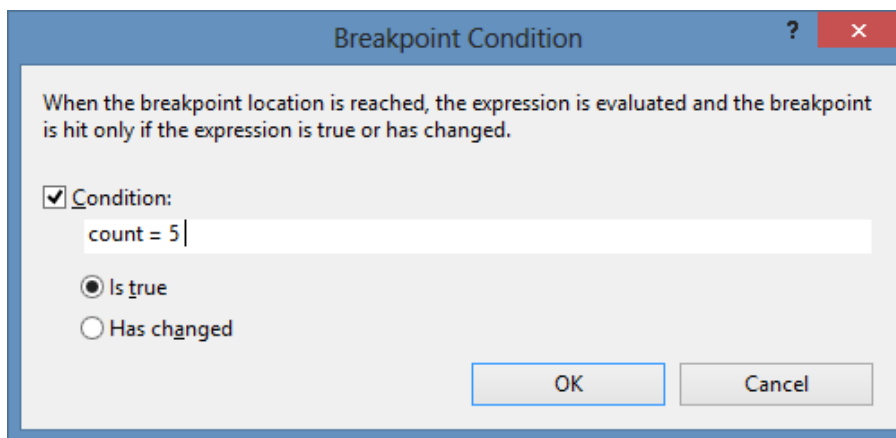 Breakpoint Condition
?
×
When the breakpoint location is reached, the expression is evaluated and the breakpoint
is hit only if the expression is true or has changed.
Condition:
count = 5
Is true
Has changed
OK
Cancel